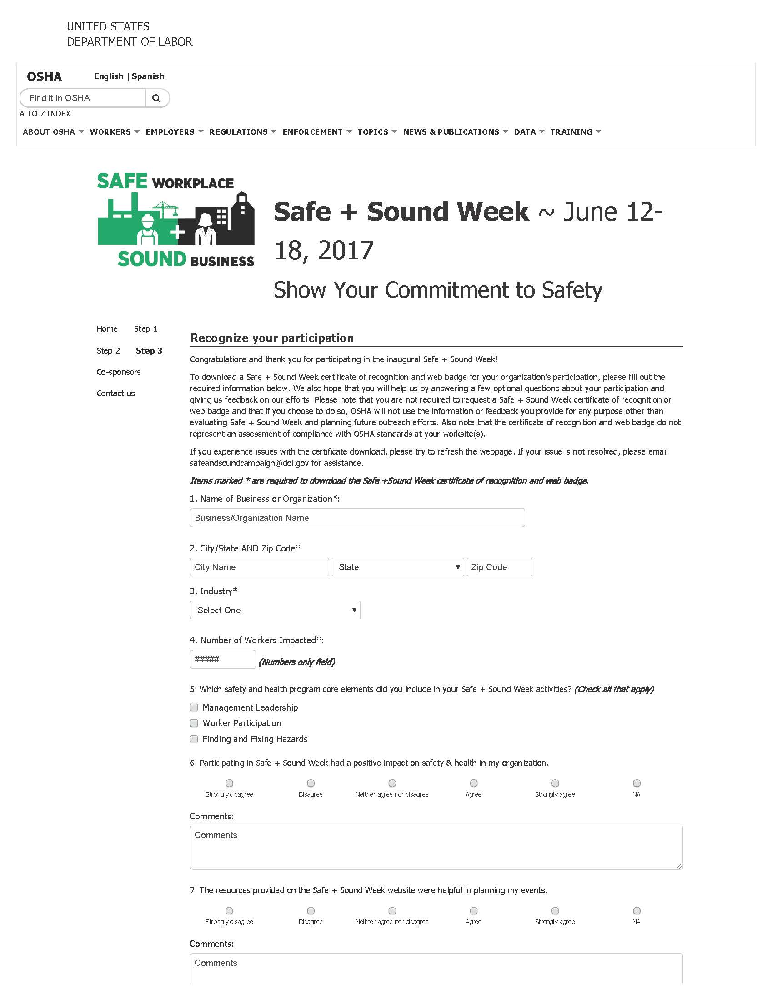 UNITED STATES
DEPARTMENT OF LABOR
OSHA English | Spanish
Find it in OSHA
A TO Z INDEX
ABOUT OSHA WORKERS EMPLOYERS REGULATIONS ENFORCEMENT TOPICS NEWS & PUBLICATIONS DATA TRAINING
SAFE WORKPLACE
+
SOUND BUSINESS
Safe + Sound Week ~ June 12-
18, 2017
Show Your Commitment to Safety
Home Step 1
Step 2 Step 3
Co-sponsors
Contact us
Recognize your participation
Congratulations and thank you for participating in the inaugural Safe + Sound Week!
To download a Safe + Sound Week certificate of recognition and web badge for your organization's participation, please fill out the
required information below. We also hope that you will help us by answering a few optional questions about your participation and
giving us feedback on our efforts. Please note that you are not required to request a Safe + Sound Week certificate of recognition or
web badge and that if you choose to do so, OSHA will not use the information or feedback you provide for any purpose other than
evaluating Safe + Sound Week and planning future outreach efforts. Also note that the certificate of recognition and web badge do not
represent an assessment of compliance with OSHA standards at your worksite(s).
If you experience issues with the certificate download, please try to refresh the webpage. If your issue is not resolved, please email
safeandsoundcampaign@dol.gov for assistance.
Items marked * are required to download the Safe +Sound Week certificate of recognition and web badge.
1. Name of Business or Organization*:
Business/Organization Name
2. City/State AND Zip Code*
City Name State Zip Code
3. Industry*
Select One
4. Number of Workers Impacted*:
##### (Numbers only field)
5. Which safety and health program core elements did you include in your Safe + Sound Week activities? (Check all that apply)
Management Leadership
Worker Participation
Finding and Fixing Hazards
6. Participating in Safe + Sound Week had a positive impact on safety & health in my organization.
Strongly disagree Disagree Neither agree nor disagree Agree Strongly agree NA
Comments:
Comments
7. The resources provided on the Safe + Sound Week website were helpful in planning my events.
Strongly disagree Disagree Neither agree nor disagree Agree Strongly agree NA
Comments:
Comments